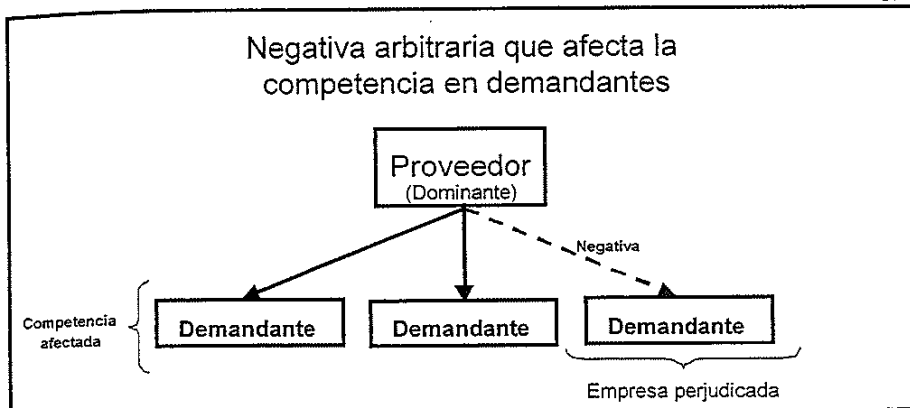 Negativa arbitraria que afecta la
competencia en demandantes
Proveedor
(Dominante)
Negativa
Competencia
afectada
Demandante
Demandante
Demandante
Empresa perjudicada